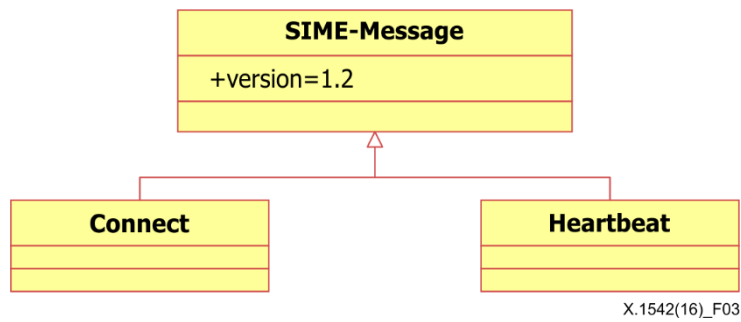 SIME-Message
+version=1.2
Connect
Heartbeat
X.1542(16)_F03